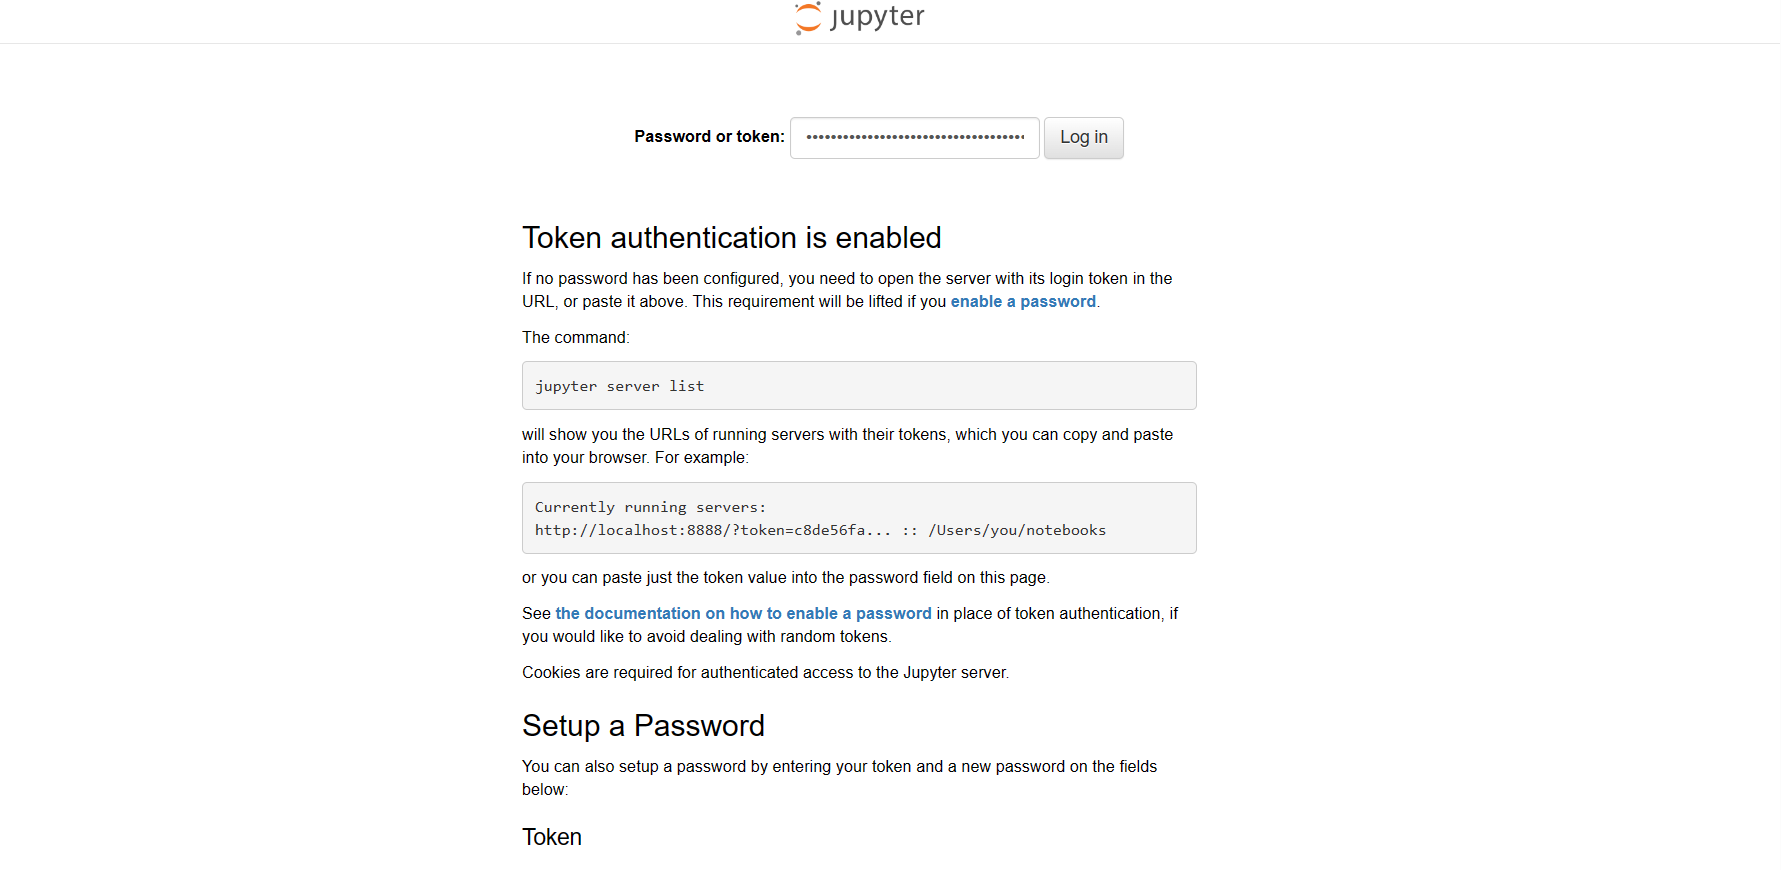 jupyter
Password or token:
Log in
Token authentication is enabled
If no password has been configured, you need to open the server with its login token in the
URL, or paste it above. This requirement will be lifted if you enable a password.
The command:
jupyter server list
will show you the URLs of running servers with their tokens, which you can copy and paste
into your browser. For example:
Currently running servers:
http://localhost:8888/?token=c8de56fa... :: /Users/you/notebooks
or you can paste just the token value into the password field on this page.
See the documentation on how to enable a password in place of token authentication, if
you would like to avoid dealing with random tokens.
Cookies are required for authenticated access to the Jupyter server.
Setup a Password
You can also setup a password by entering your token and a new password on the fields
below:
Token